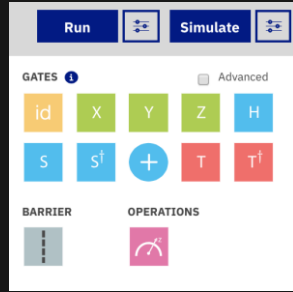 Run Simulate
GATES i Advanced
id X Y Z H
S S† + T T†
BARRIER OPERATIONS
z